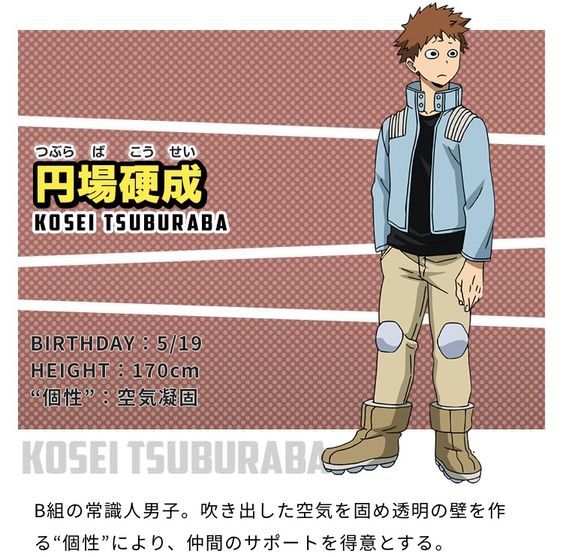 つぶら ば こう せい
円場硬成
KOSEI TSUBURABA
BIRTHDAY：5/19
HEIGHT：170cm
“個性”：空気凝固
KOSEI TSUBURABA
B組の常識人男子。吹き出した空気を固め透明の壁を作
る“個性”により、仲間のサポートを得意とする。